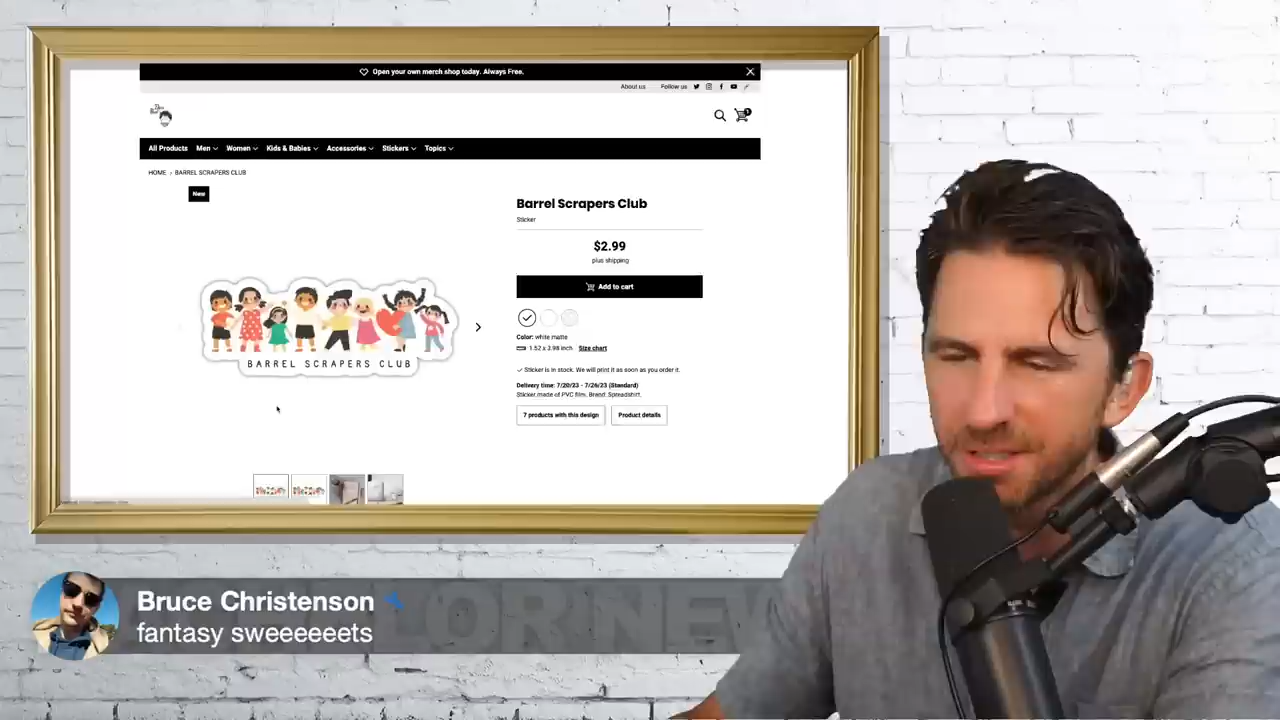 Open your own merch shop today. Always Free.
About us Follow us
1
All Products Men Women Kids & Babies Accessories Stickers Topics
HOME › BARREL SCRAPERS CLUB
New
Barrel Scrapers Club
Sticker
$2.99
plus shipping
Add to cart
BARREL SCRAPERS CLUB
Color: white matte
1.52 x 3.98 inch Size chart
Sticker is in stock. We will print it as soon as you order it.
Delivery time: 7/20/23 - 7/26/23 (Standard)
Sticker made of PVC film, Brand: Spreadshirt.
7 products with this design Product details
Bruce Christenson
fantasy sweeeeeets